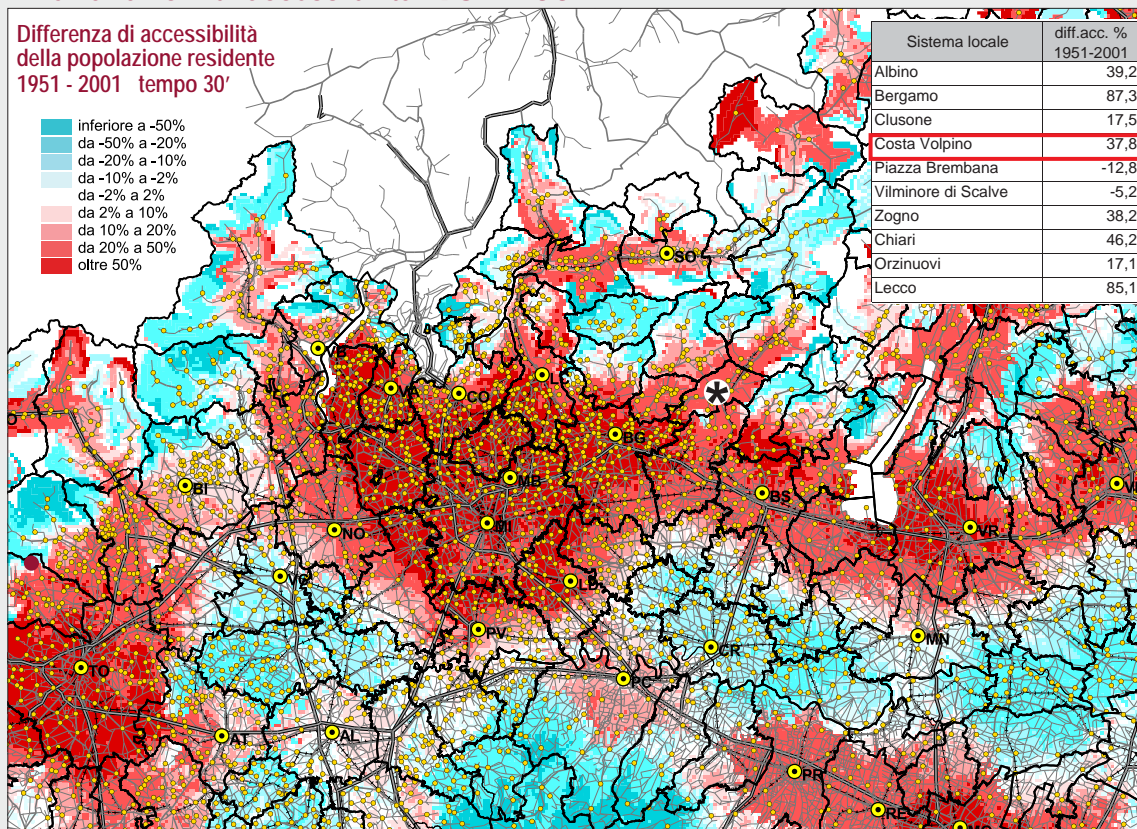 Differenza di accessibilità
della popolazione residente
1951 - 2001 tempo 30'
inferiore a -50%
da -50% a -20%
da -20% a -10%
da -10% a -2%
da -2% a 2%
da 2% a 10%
da 10% a 20%
da 20% a 50%
oltre 50%
Sistema locale diff.acc. % 1951-2001
Albino 39,2
Bergamo 87,3
Clusone 17,5
Costa Volpino 37,8
Piazza Brembana -12,8
Vilminore di Scalve -5,2
Zogno 38,2
Chiari 46,2
Orzinuovi 17,1
Lecco 85,1
SO
VB
VA
CO
LC
BG
*
BI
MB
BS
MI
NO
VR
VI
VC
LO
PV
CR
MN
TO
PC
AT
AL
PR
RE